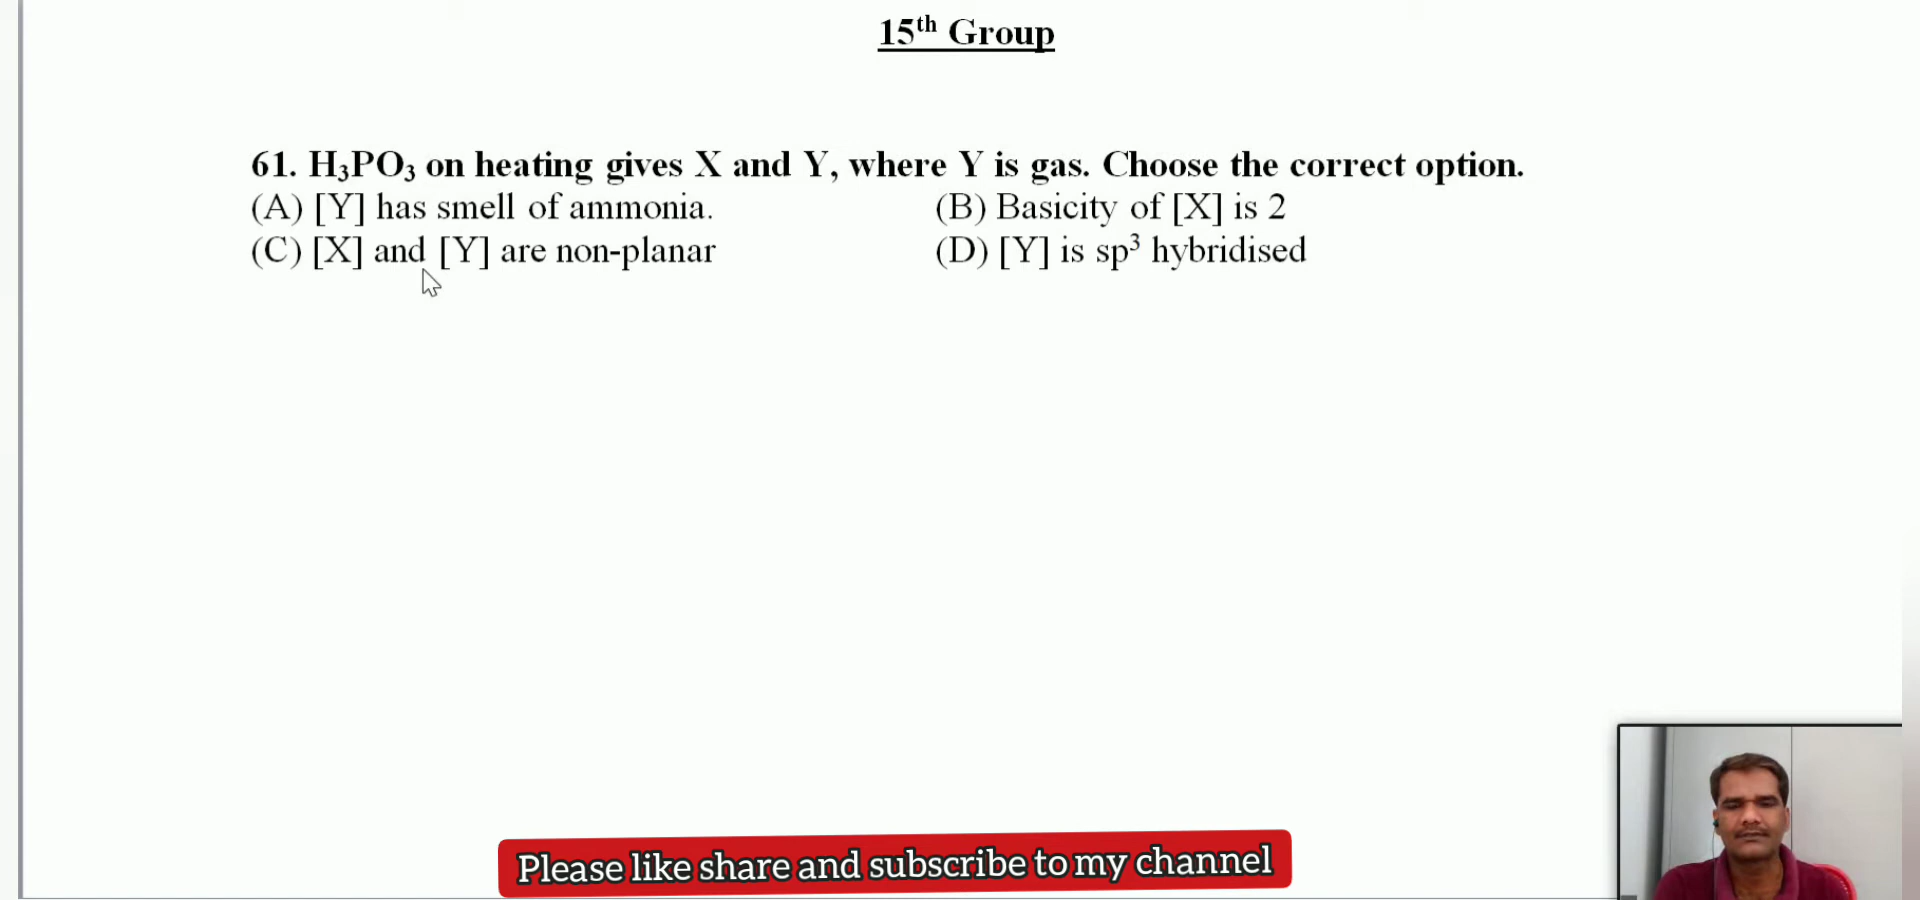 15th Group
61. H₃PO₃ on heating gives X and Y, where Y is gas. Choose the correct option.
(A) [Y] has smell of ammonia. (B) Basicity of [X] is 2
(C) [X] and [Y] are non-planar (D) [Y] is sp³ hybridised
Please like share and subscribe to my channel